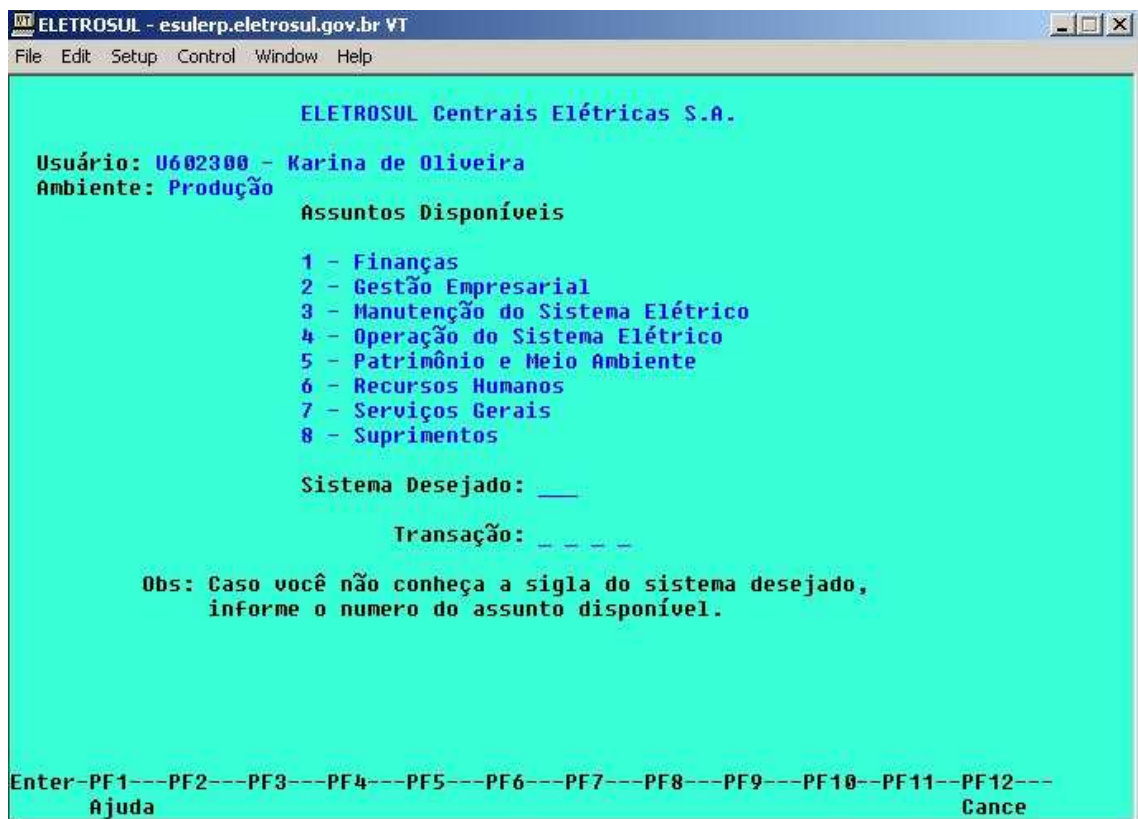 ELETROSUL - esulerp.eletrosul.gov.br VT
File Edit Setup Control Window Help
ELETROSUL Centrais Elétricas S.A.
Usuário: U602300 - Karina de Oliveira
Ambiente: Produção
Assuntos Disponíveis
1 - Finanças
2 - Gestão Empresarial
3 - Manutenção do Sistema Elétrico
4 - Operação do Sistema Elétrico
5 - Patrimônio e Meio Ambiente
6 - Recursos Humanos
7 - Serviços Gerais
8 - Suprimentos
Sistema Desejado: ___
Transação: _ _ _ _
Obs: Caso você não conheça a sigla do sistema desejado,
informe o numero do assunto disponível.
Enter-PF1---PF2---PF3---PF4---PF5---PF6---PF7---PF8---PF9---PF10--PF11--PF12---
Ajuda Cance